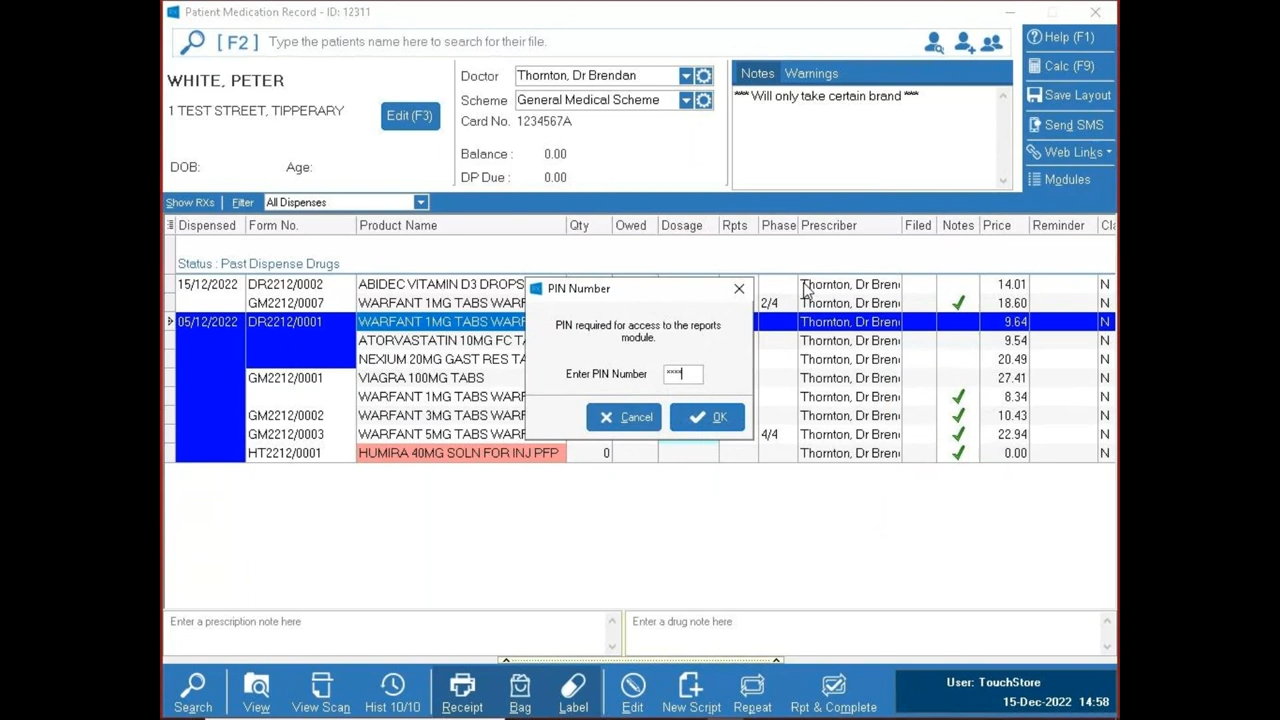 Patient Medication Record - ID: 12311
[ F2 ] Type the patients name here to search for their file.
Help (F1)
Calc (F9)
Save Layout
Send SMS
Web Links
Modules
WHITE, PETER
1 TEST STREET, TIPPERARY
Edit (F3)
DOB: Age:
Doctor Thornton, Dr Brendan
Scheme General Medical Scheme
Card No. 1234567A
Balance : 0.00
DP Due : 0.00
Notes Warnings
*** Will only take certain brand ***
Show RXs Filter All Dispenses
Dispensed Form No. Product Name Qty Owed Dosage Rpts Phase Prescriber Filed Notes Price Reminder Cla
Status : Past Dispense Drugs
15/12/2022 DR2212/0002 ABIDEC VITAMIN D3 DROPS Thornton, Dr Bren 14.01 N
GM2212/0007 WARFANT 1MG TABS WARF 2/4 Thornton, Dr Bren 18.60 N
05/12/2022 DR2212/0001 WARFANT 1MG TABS WARF Thornton, Dr Bren 9.64 N
ATORVASTATIN 10MG FC TA Thornton, Dr Bren 9.54 N
NEXIUM 20MG GAST RES TA Thornton, Dr Bren 20.49 N
GM2212/0001 VIAGRA 100MG TABS Thornton, Dr Bren 27.41 N
WARFANT 1MG TABS WARF Thornton, Dr Bren 8.34 N
GM2212/0002 WARFANT 3MG TABS WARF Thornton, Dr Bren 10.43 N
GM2212/0003 WARFANT 5MG TABS WARF 4/4 Thornton, Dr Bren 22.94 N
HT2212/0001 HUMIRA 40MG SOLN FOR INJ PFP 0 Thornton, Dr Bren 0.00 N
PIN Number
PIN required for access to the reports
module.
Enter PIN Number ****
Cancel OK
Enter a prescription note here
Enter a drug note here
Search View View Scan Hist 10/10 Receipt Bag Label Edit New Script Repeat Rpt & Complete
User: TouchStore
15-Dec-2022 14:58